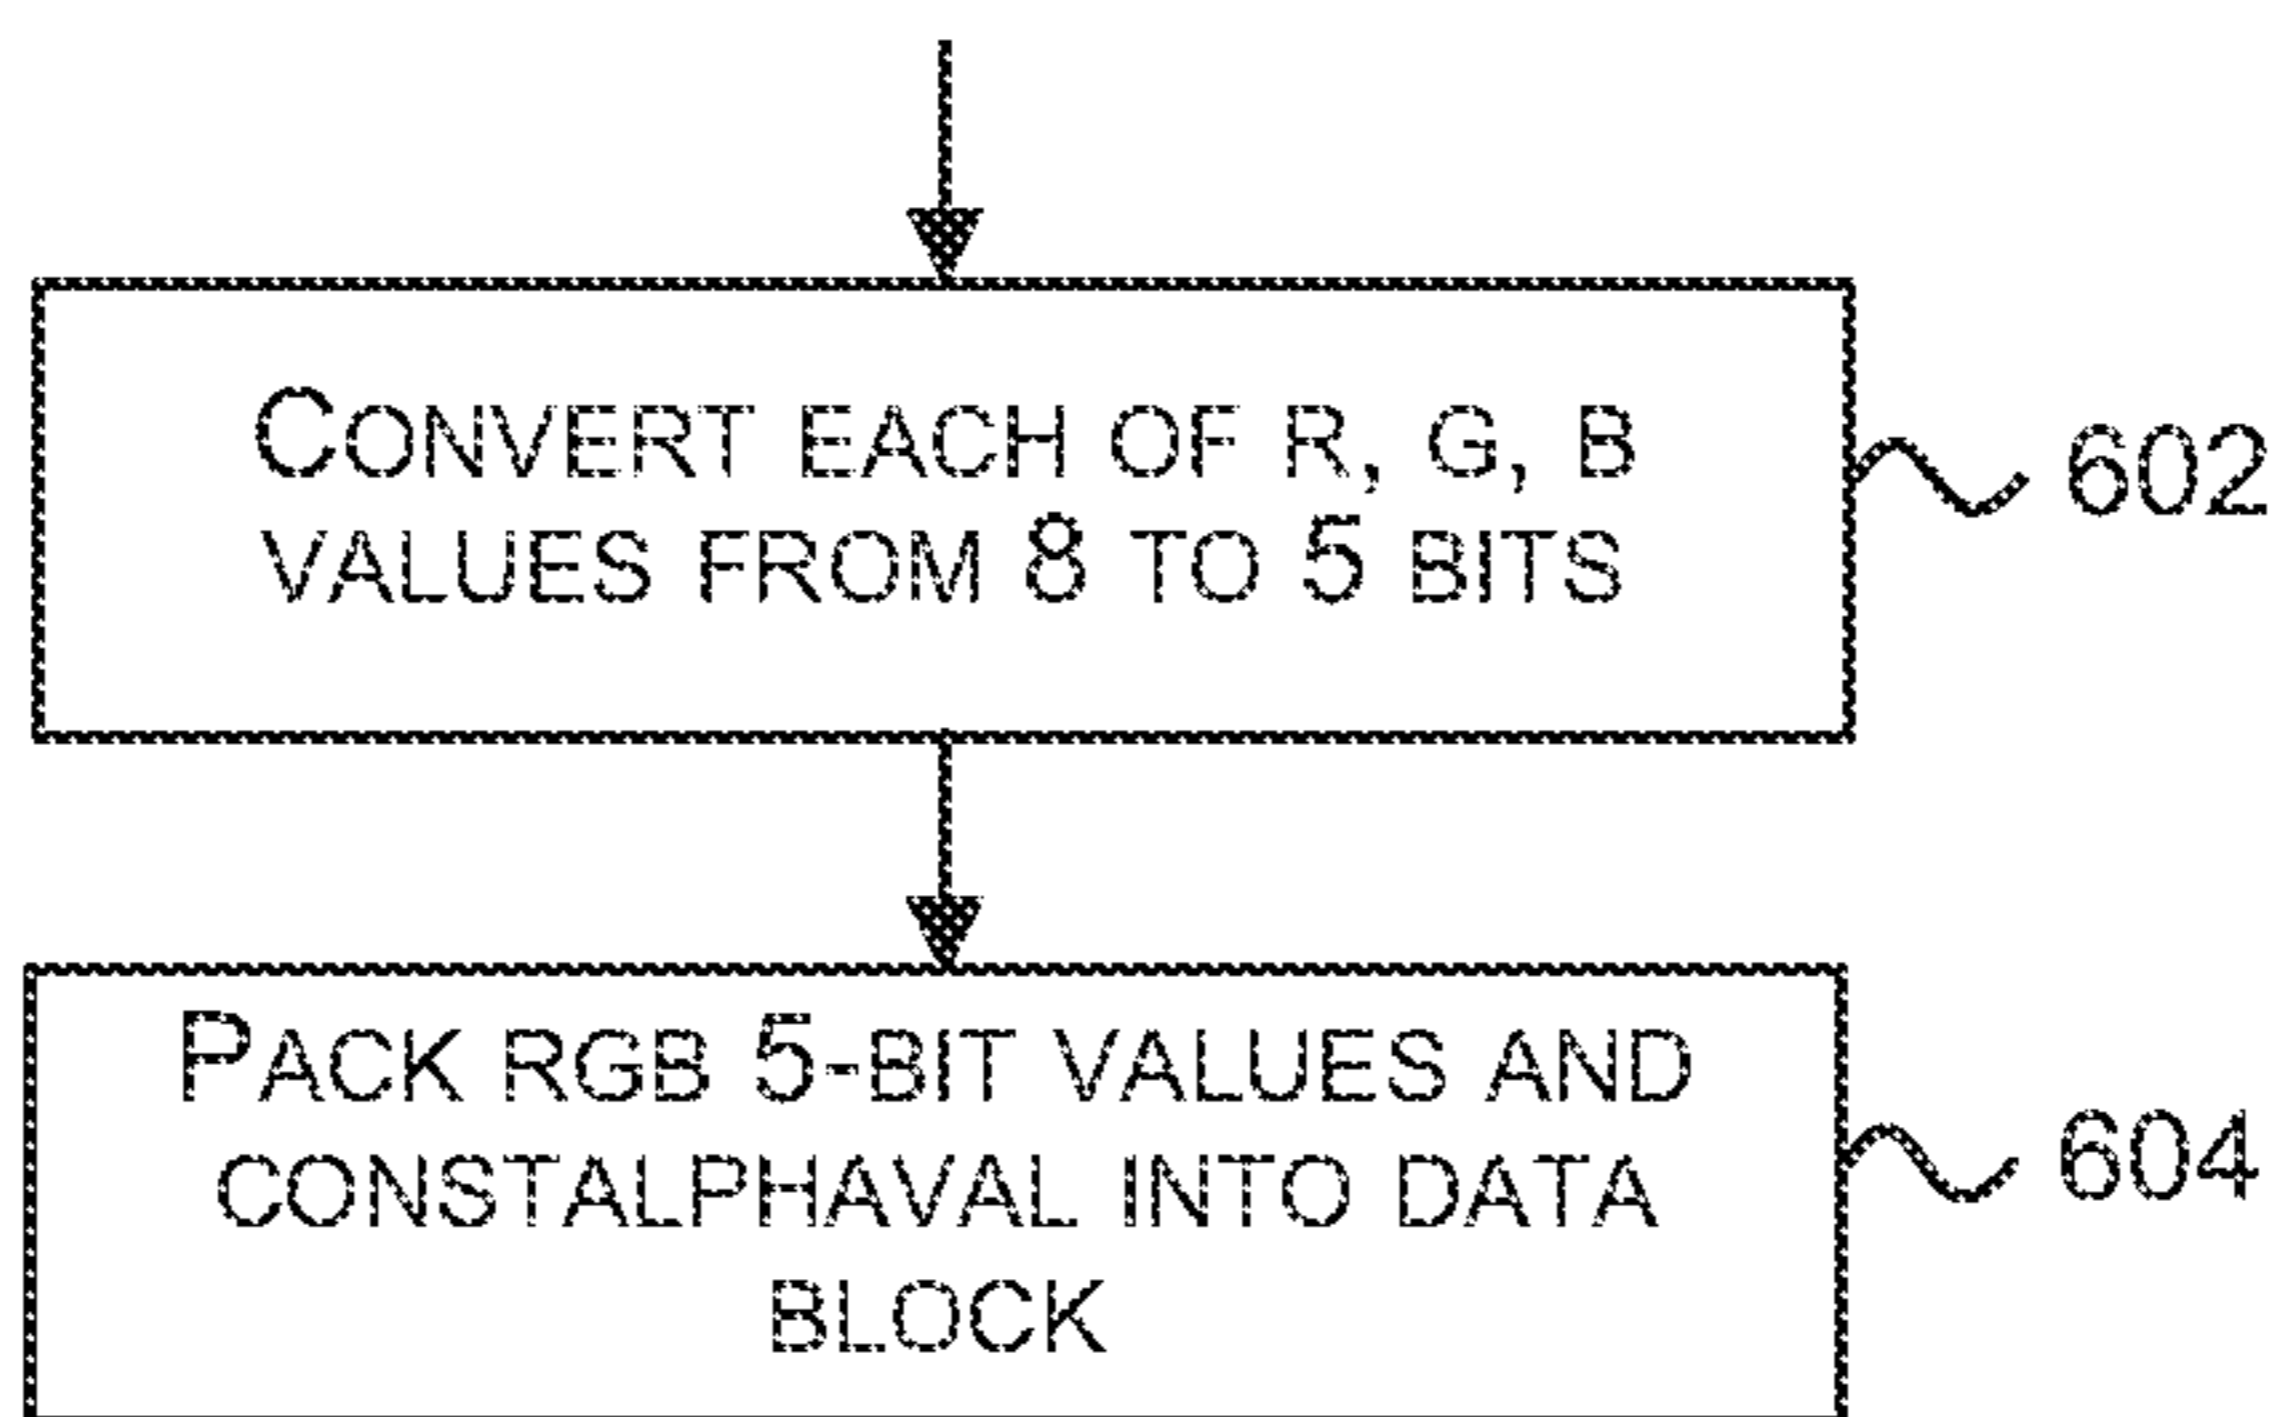 CONVERT EACH OF R, G, B
VALUES FROM 8 TO 5 BITS
602
PACK RGB 5-BIT VALUES AND
CONSTALPHAVAL INTO DATA
BLOCK
604